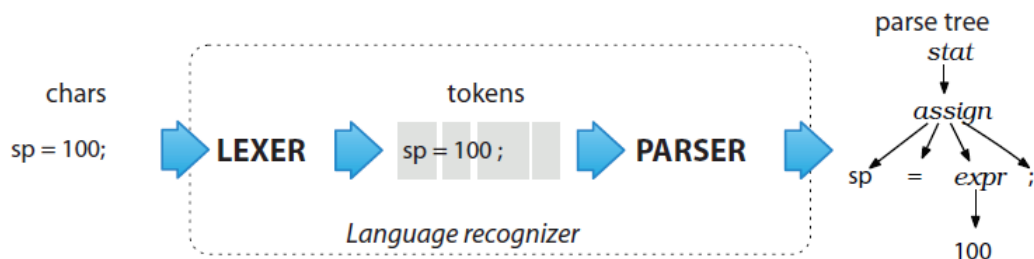 chars
sp = 100;
LEXER
tokens
sp = 100 ;
PARSER
Language recognizer
parse tree
stat
assign
sp = expr ;
100